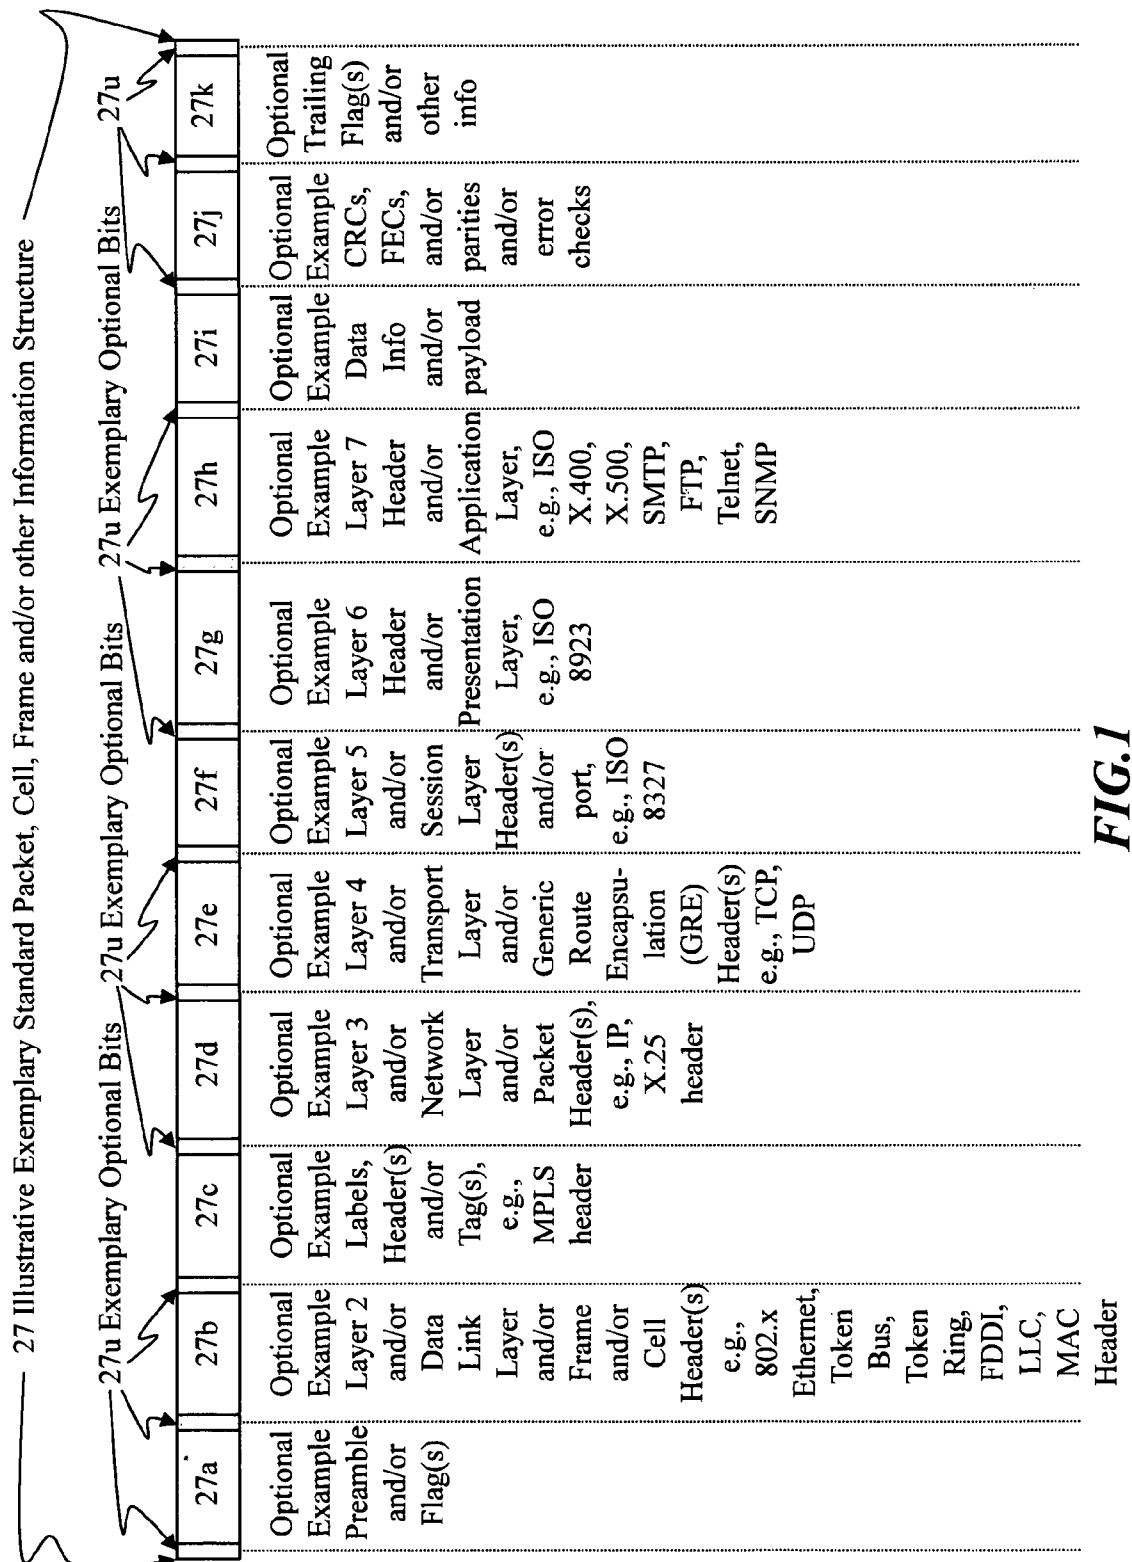 27 Illustrative Exemplary Standard Packet, Cell, Frame and/or other Information Structure
27u Exemplary Optional Bits
27u Exemplary Optional Bits
27u Exemplary Optional Bits
27u Exemplary Optional Bits
27u
27a
27b
27c
27d
27e
27f
27g
27h
27i
27j
27k
Optional
Example
Preamble
and/or
Flag(s)
Optional
Example
Layer 2
and/or
Data
Link
Layer
and/or
Frame
and/or
Cell
Header(s)
e.g.,
802.x
Ethernet,
Token
Bus,
Token
Ring,
FDDI,
LLC,
MAC
Header
Optional
Example
Labels,
Header(s)
and/or
Tag(s),
e.g.,
MPLS
header
Optional
Example
Layer 3
and/or
Network
Layer
and/or
Packet
Header(s),
e.g., IP,
X.25
header
Optional
Example
Layer 4
and/or
Transport
Layer
and/or
Generic
Route
Encapsu-
lation
(GRE)
Header(s)
e.g., TCP,
UDP
Optional
Example
Layer 5
and/or
Session
Layer
Header(s)
and/or
port,
e.g., ISO
8327
Optional
Example
Layer 6
Header
and/or
Presentation
Layer,
e.g., ISO
8923
Optional
Example
Layer 7
Header
and/or
Application
Layer,
e.g., ISO
X.400,
X.500,
SMTP,
FTP,
Telnet,
SNMP
Optional
Example
Data
Info
and/or
payload
Optional
Example
CRCs,
FECs,
and/or
parities
and/or
error
checks
Optional
Trailing
Flag(s)
and/or
other
info
FIG.1